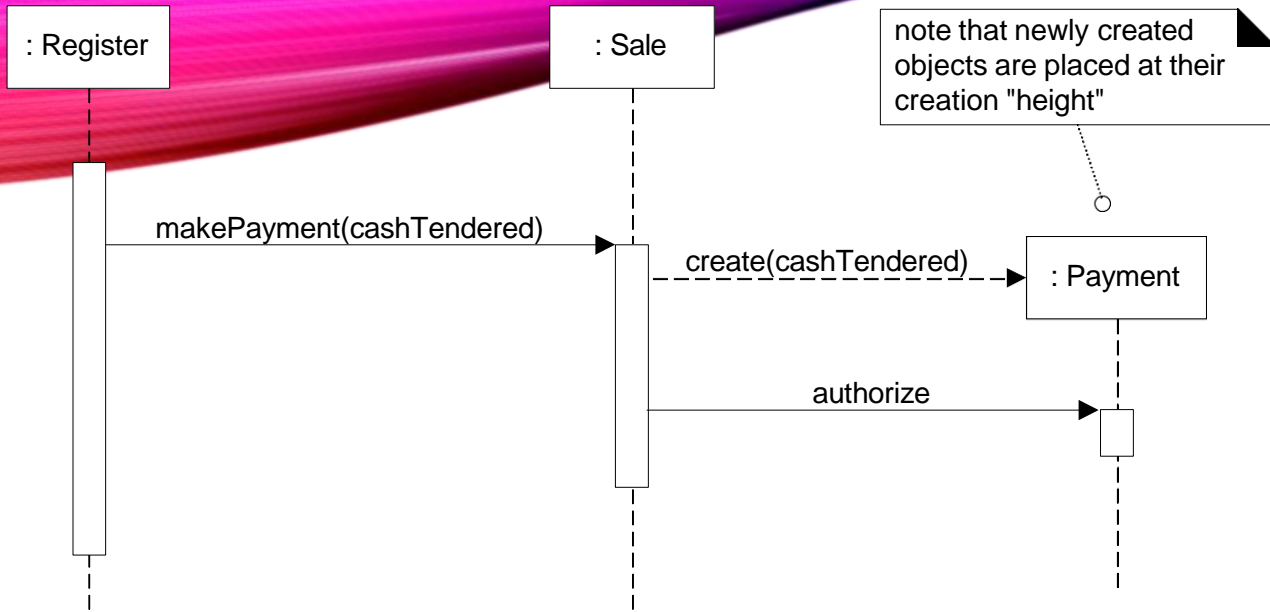 : Register
: Sale
note that newly created
objects are placed at their
creation "height"
makePayment(cashTendered)
create(cashTendered)
: Payment
authorize